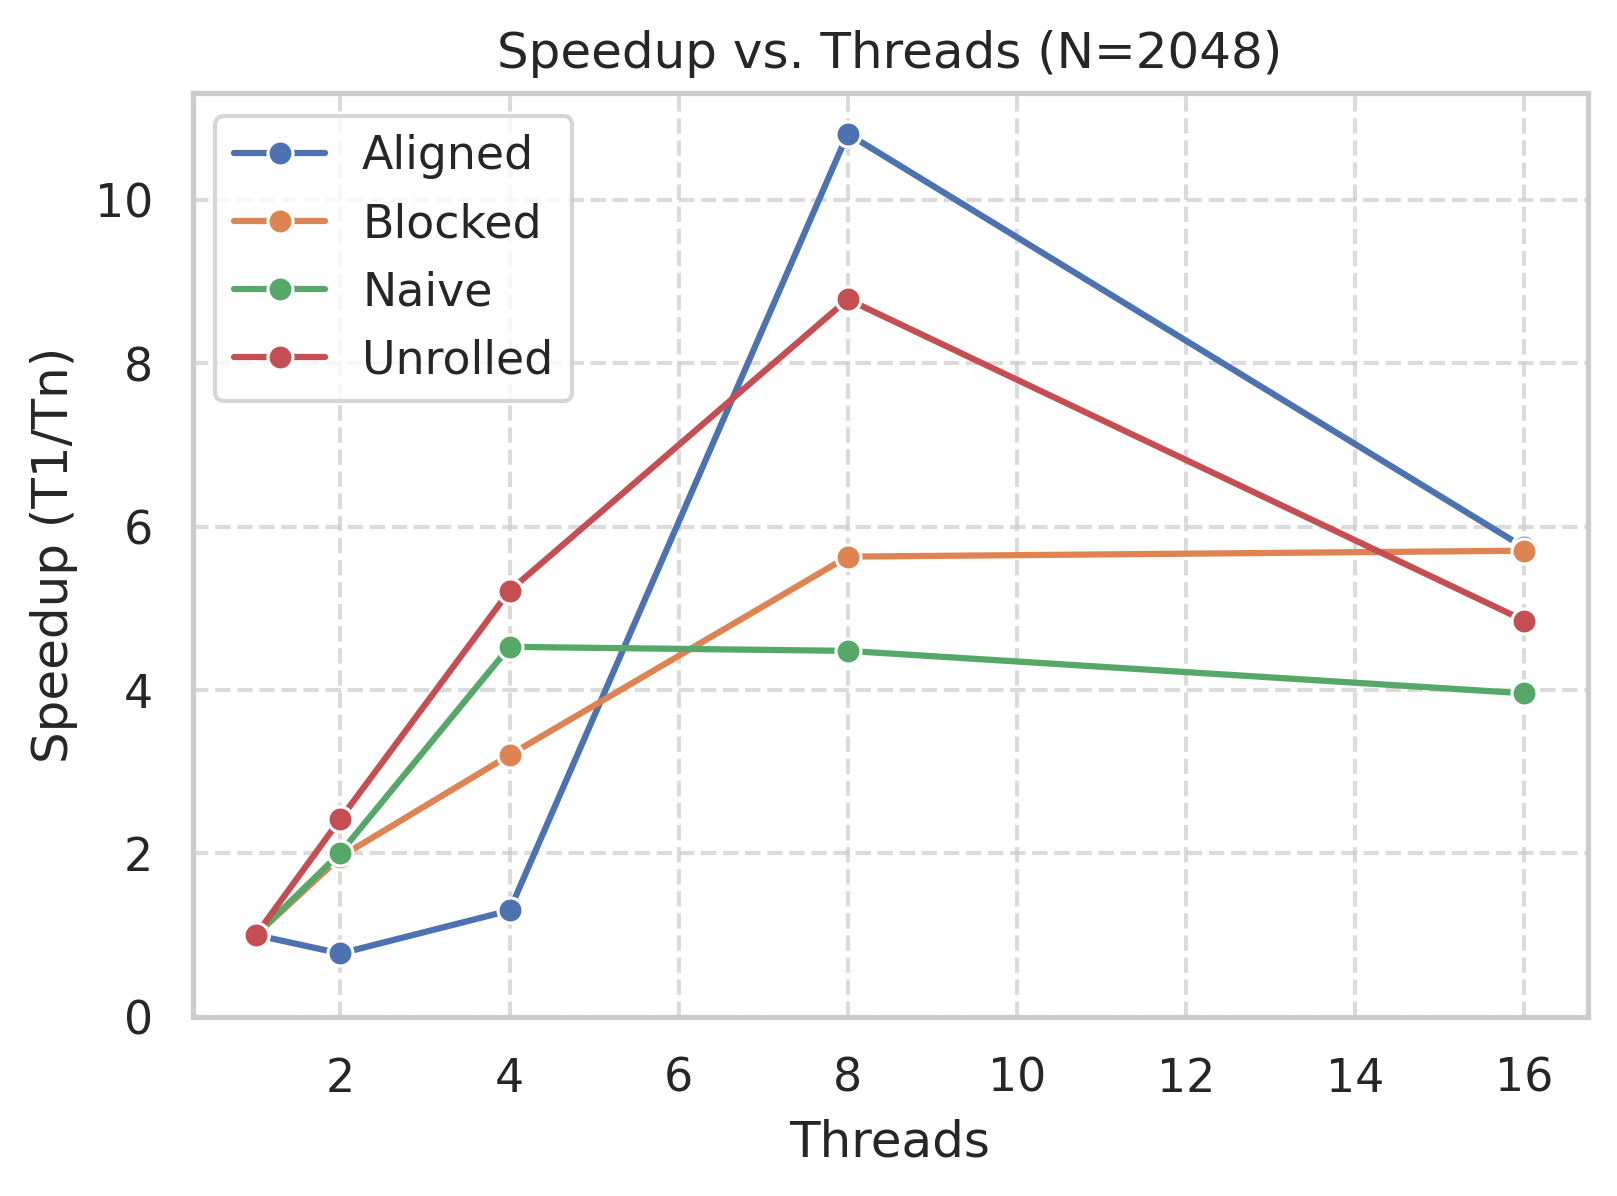 Speedup vs. Threads (N=2048)
Aligned
Blocked
Naive
Unrolled
Speedup (T1/Tn)
10
8
6
4
2
0
2 4 6 8 10 12 14 16
Threads